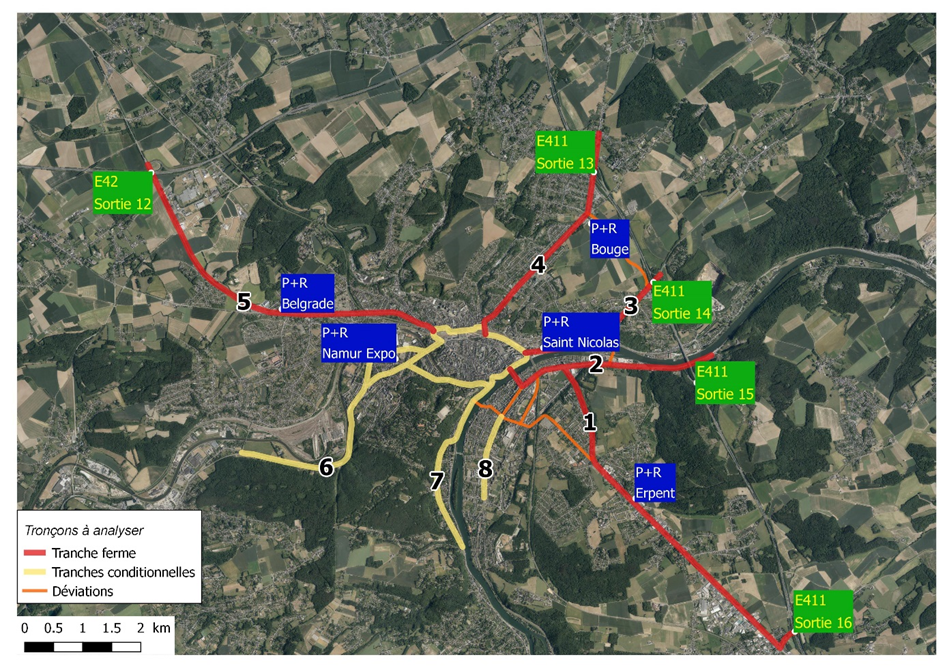 E411
Sortie 13
E42
Sortie 12
P+R
Bouge
4
P+R
Belgrade
5
E411
Sortie 14
3
P+R
Saint Nicolas
P+R
Namur Expo
2
E411
Sortie 15
1
6
7
8
P+R
Erpent
Tronçons à analyser
Tranche ferme
Tranches conditionnelles
Déviations
E411
Sortie 16
0 0.5 1 1.5 2 km